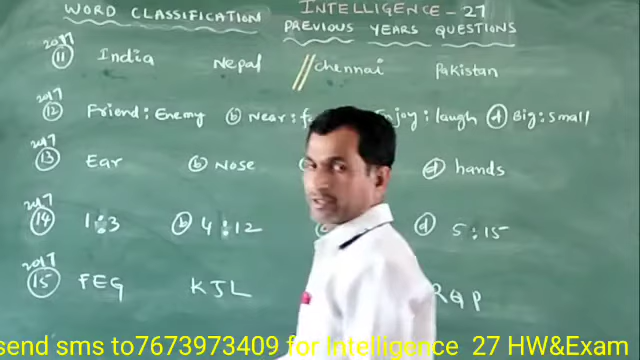 WORD CLASSIFICATION INTELLIGENCE - 27
PREVIOUS YEARS QUESTIONS
2017
11 India Nepal // Chennai Pakistan
2017
12 Friend : Enemy b Near : Enjoy : laugh d Big : Small
2017
13 Ear b Nose d hands
2017
14 1 : 3 b 4 : 12 d 5 : 15
2017
15 FEG KJL RQP
send sms to7673973409 for Intelligence 27 HW&Exam